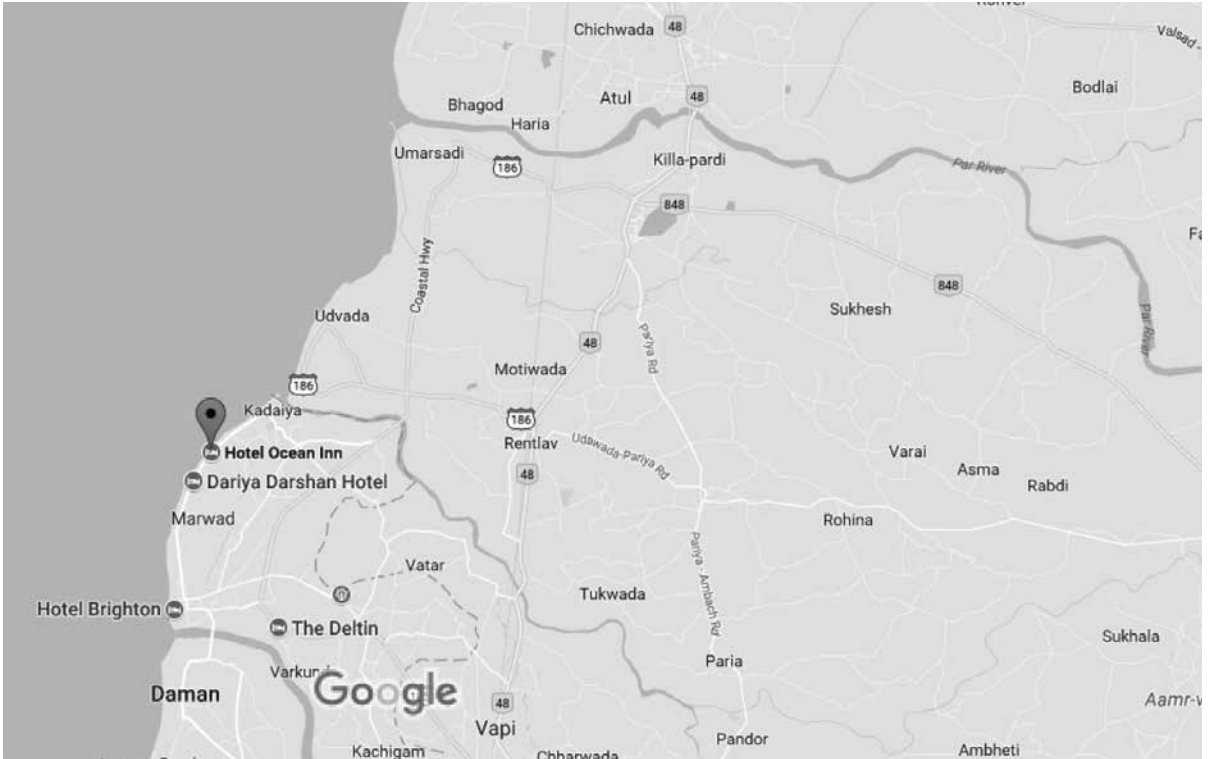 Chichwada
48
Valsad -
Bodlai
Atul
48
Bhagod
Haria
Umarsadi
186
Killa-pardi
Par River
848
Coastal Hwy
848
Sukhesh
Par River
Udvada
Pariya Rd
48
Motiwada
186
Kadaiya
186
Rentlav
Udawada-Pariya Rd
Hotel Ocean Inn
Varai
Asma
Rabdi
48
Dariya Darshan Hotel
Marwad
Rohina
Pariya - Ambach Rd
Vatar
Tukwada
Hotel Brighton
The Deltin
Sukhala
Paria
Google
Daman
48
Vapi
Pandor
Kachigam
Chharwada
Ambheti